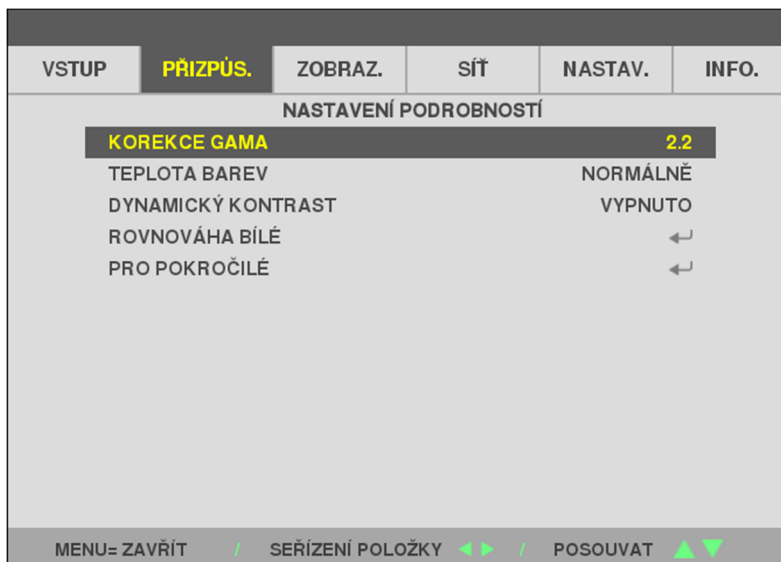 VSTUP PŘIZPŮS. ZOBRAZ. SÍŤ NASTAV. INFO.
NASTAVENÍ PODROBNOSTÍ
KOREKCE GAMA 2.2
TEPLOTA BAREV NORMÁLNĚ
DYNAMICKÝ KONTRAST VYPNUTO
ROVNOVÁHA BÍLÉ
PRO POKROČILÉ
MENU= ZAVŘÍT / SEŘÍZENÍ POLOŽKY / POSOUVAT